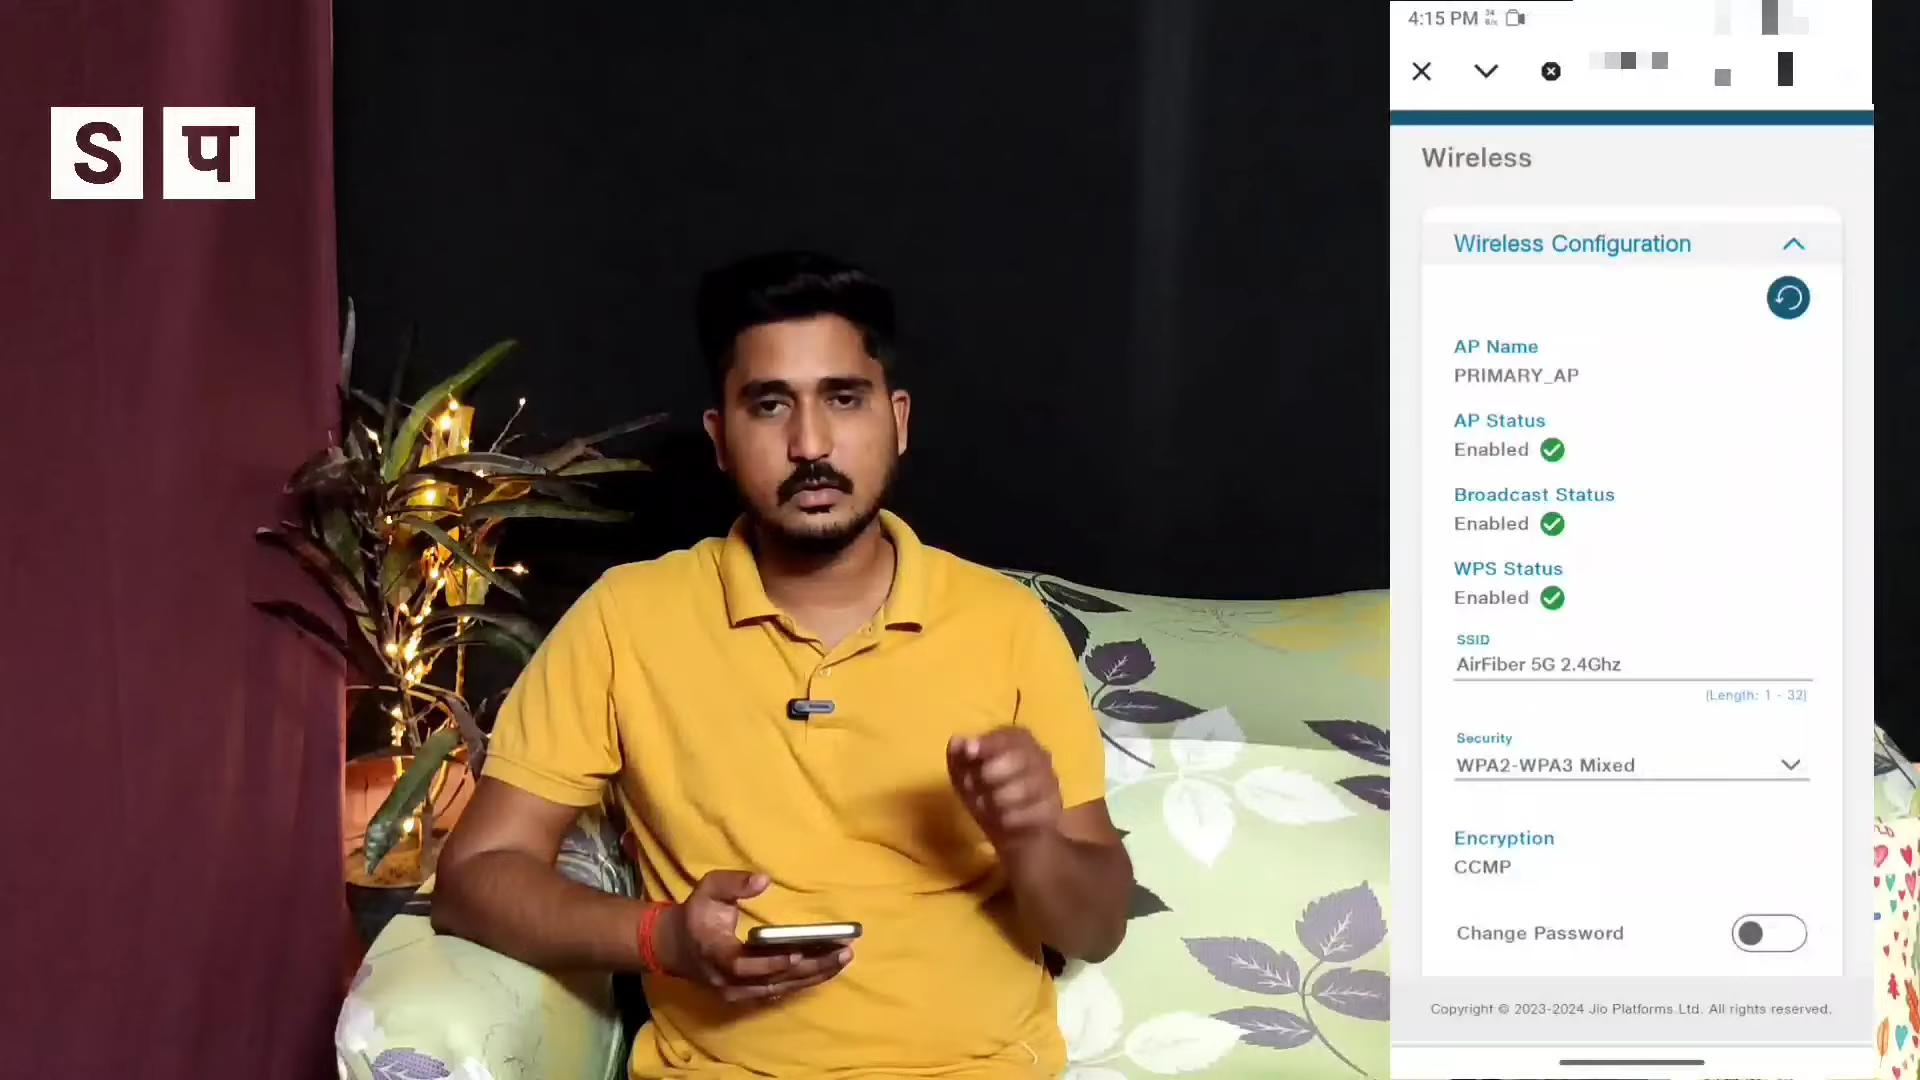 S प
4:15 PM
Wireless
Wireless Configuration
AP Name
PRIMARY_AP
AP Status
Enabled
Broadcast Status
Enabled
WPS Status
Enabled
SSID
AirFiber 5G 2.4Ghz
(Length: 1 - 32)
Security
WPA2-WPA3 Mixed
Encryption
CCMP
Change Password
Copyright © 2023-2024 Jio Platforms Ltd. All rights reserved.